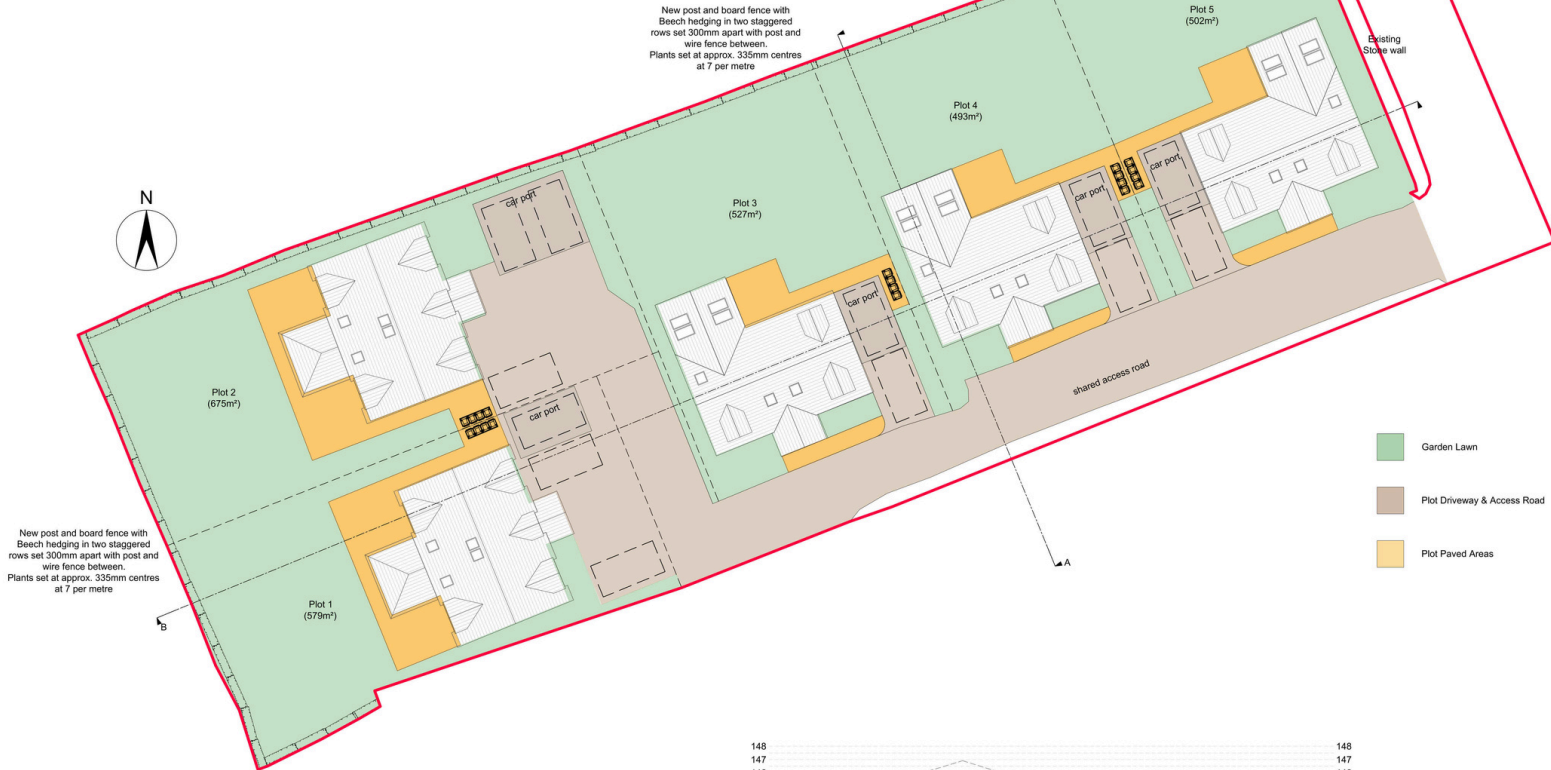 New post and board fence with
Beech hedging in two staggered
rows set 300mm apart with post and
wire fence between.
Plants set at approx. 335mm centres
at 7 per metre
Plot 5
(502m²)
Existing
Stone wall
Plot 4
(493m²)
car port
car port
N
car port
Plot 3
(527m²)
car port
shared access road
Plot 2
(675m²)
car port
Garden Lawn
Plot Driveway & Access Road
Plot Paved Areas
New post and board fence with
Beech hedging in two staggered
rows set 300mm apart with post and
wire fence between.
Plants set at approx. 335mm centres
at 7 per metre
A
Plot 1
(579m²)
B
148 148
147 147